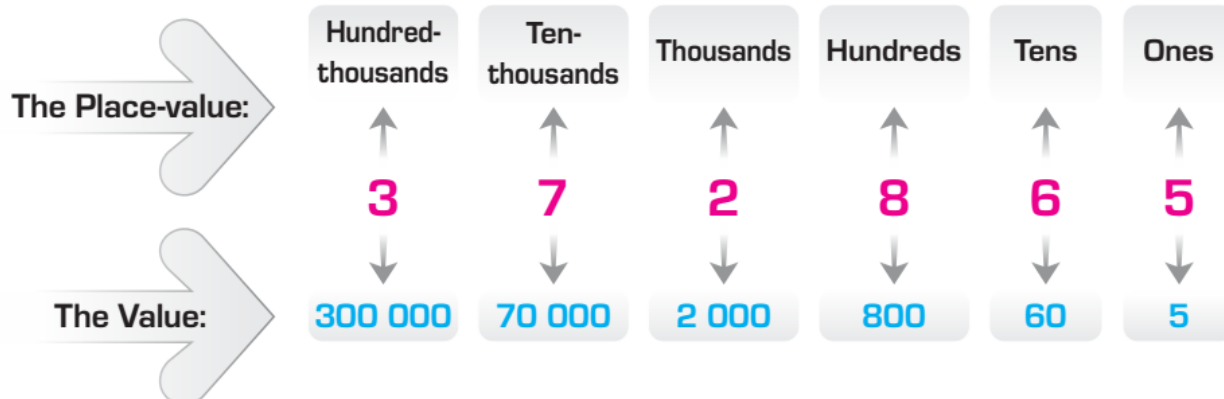 The Place-value:
Hundred-
thousands
Ten-
thousands
Thousands
Hundreds
Tens
Ones
3 7 2 8 6 5
The Value:
300 000 70 000 2 000 800 60 5